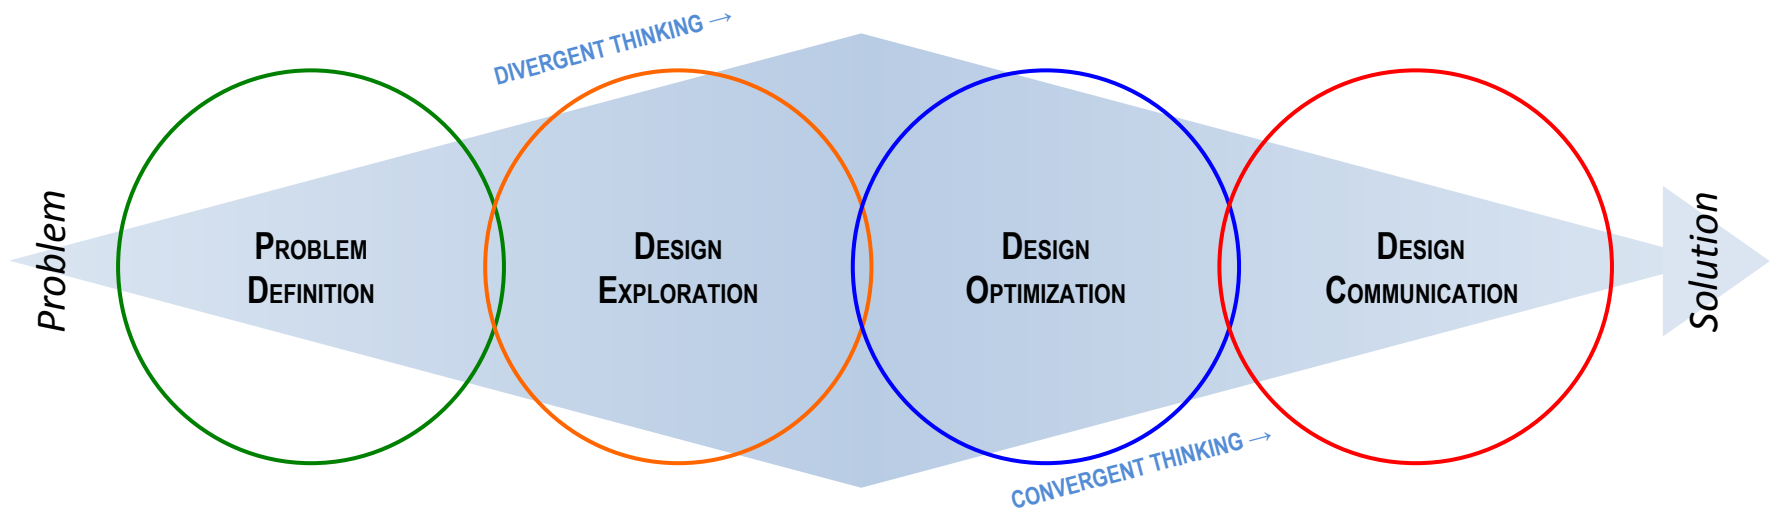 DIVERGENT THINKING →
Problem
PROBLEM
DEFINITION
DESIGN
EXPLORATION
DESIGN
OPTIMIZATION
DESIGN
COMMUNICATION
Solution
CONVERGENT THINKING →